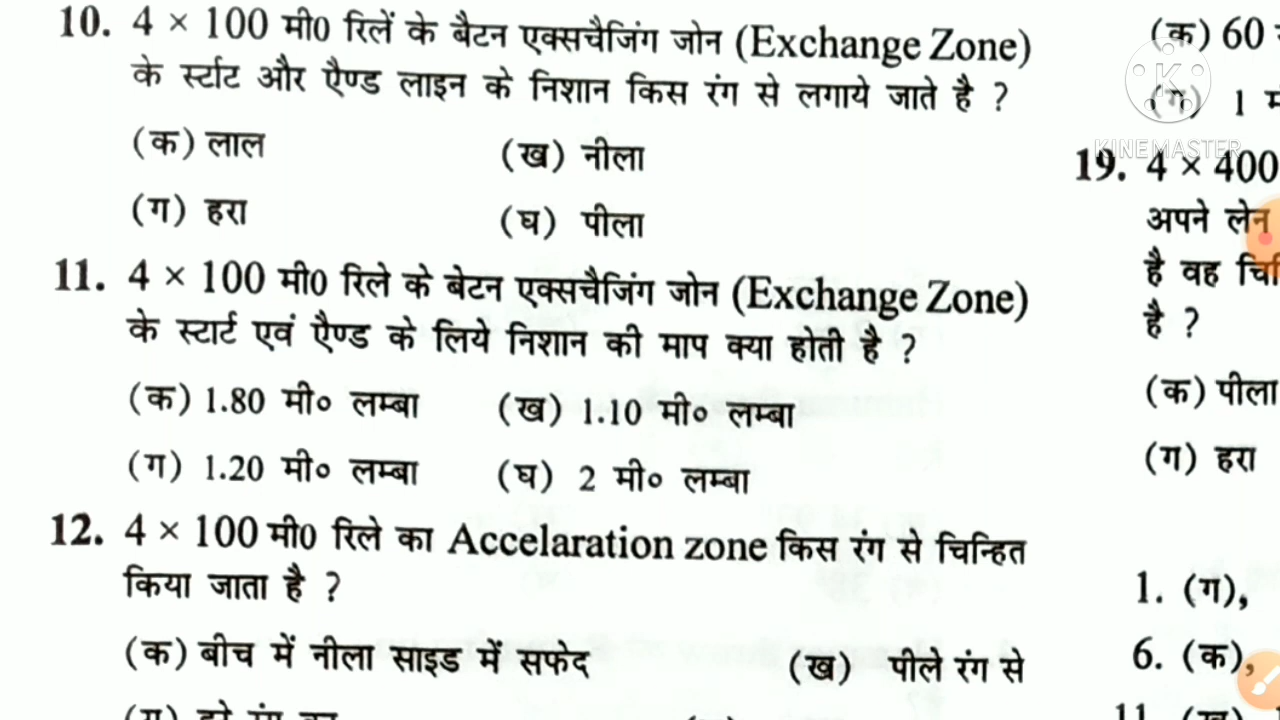 10. 4 × 100 मी0 रिलें के बैटन एक्सचैजिंग जोन (Exchange Zone)
के र्स्टाट और एैण्ड लाइन के निशान किस रंग से लगाये जाते है ?
(क) लाल (ख) नीला
(ग) हरा (घ) पीला
11. 4 × 100 मी0 रिले के बेटन एक्सचैजिंग जोन (Exchange Zone)
के स्टार्ट एवं एैण्ड के लिये निशान की माप क्या होती है ?
(क) 1.80 मी० लम्बा (ख) 1.10 मी० लम्बा
(ग) 1.20 मी० लम्बा (घ) 2 मी० लम्बा
12. 4 × 100 मी0 रिले का Accelaration zone किस रंग से चिन्हित
किया जाता है ?
(क) बीच में नीला साइड में सफेद (ख) पीले रंग से
(क) 60
(ग) 1
KINEMASTER
19. 4 × 400
अपने लेन
है वह
है ?
(क) पीला
(ग) हरा
1. (ग),
6. (क),